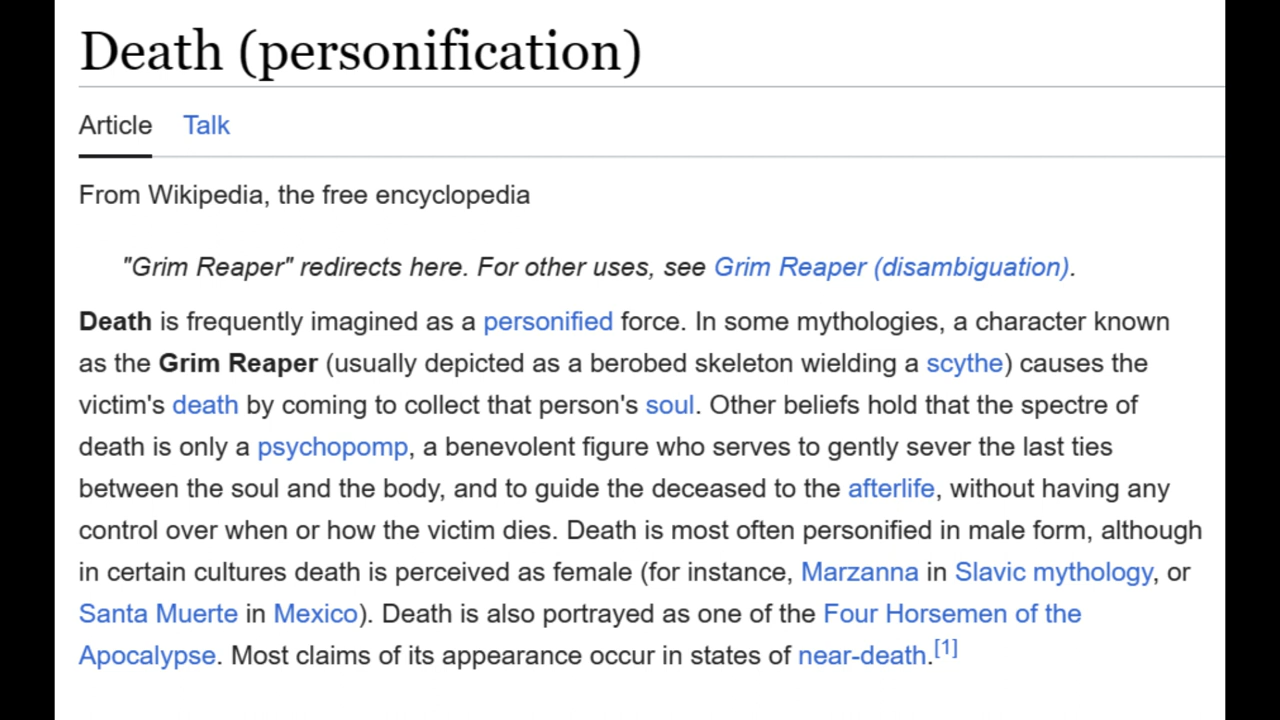 Death (personification)
Article Talk
From Wikipedia, the free encyclopedia
"Grim Reaper" redirects here. For other uses, see Grim Reaper (disambiguation).
Death is frequently imagined as a personified force. In some mythologies, a character known
as the Grim Reaper (usually depicted as a berobed skeleton wielding a scythe) causes the
victim's death by coming to collect that person's soul. Other beliefs hold that the spectre of
death is only a psychopomp, a benevolent figure who serves to gently sever the last ties
between the soul and the body, and to guide the deceased to the afterlife, without having any
control over when or how the victim dies. Death is most often personified in male form, although
in certain cultures death is perceived as female (for instance, Marzanna in Slavic mythology, or
Santa Muerte in Mexico). Death is also portrayed as one of the Four Horsemen of the
Apocalypse. Most claims of its appearance occur in states of near-death.[1]